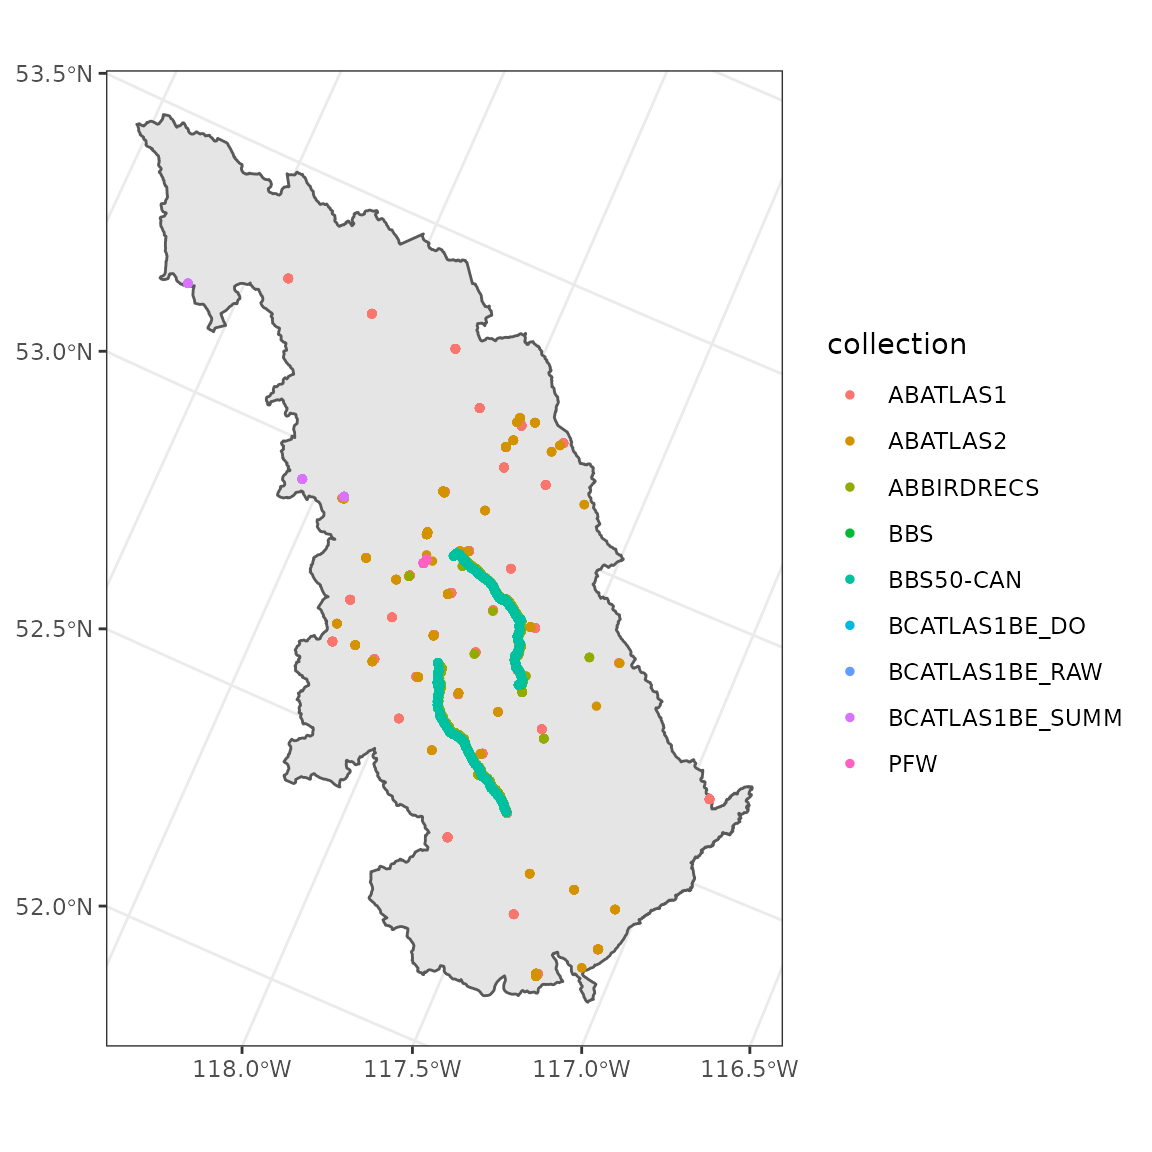 53.5°N
53.0°N
52.5°N
52.0°N
118.0°W
117.5°W
117.0°W
116.5°W
collection
ABATLAS1
ABATLAS2
ABBIRDRECS
BBS
BBS50-CAN
BCATLAS1BE_DO
BCATLAS1BE_RAW
BCATLAS1BE_SUMM
PFW